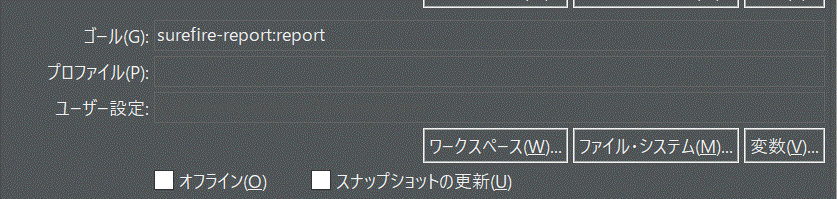 ゴール(G): surefire-report:report
プロファイル(P):
ユーザー設定:
ワークスペース(W)... ファイル・システム(M)... 変数(V)...
オフライン(O) スナップショットの更新(U)